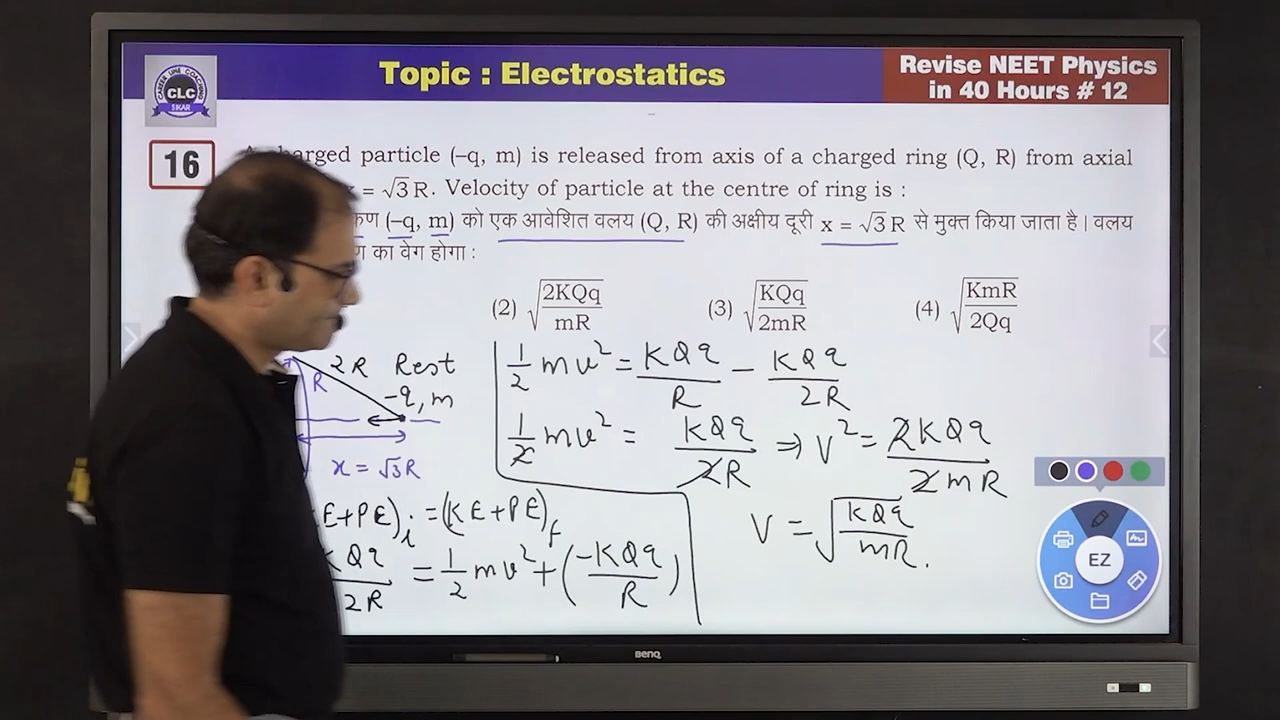 CAREER LINE COACHING
CLC
SIKAR
Topic : Electrostatics
Revise NEET Physics
in 40 Hours # 12
16
charged particle (–q, m) is released from axis of a charged ring (Q, R) from axial
x = √3 R. Velocity of particle at the centre of ring is :
(–q, m) को एक आवेशित वलय (Q, R) की अक्षीय दूरी x = √3 R से मुक्त किया जाता है। वलय
का वेग होगा :
(2) √(2KQq/mR) (3) √(KQq/2mR) (4) √(KmR/2Qq)
R 2R Rest
-q, m
x = √3R
E+PE)i = (KE+PE)f
KQq/2R = 1/2 mv² + (-KQq/R)
1/2 mv² = KQq/R - KQq/2R
1/2 mv² = KQq/2R ⇒ v² = 2KQq/2mR
V = √(KQq/mR).
EZ
BenQ